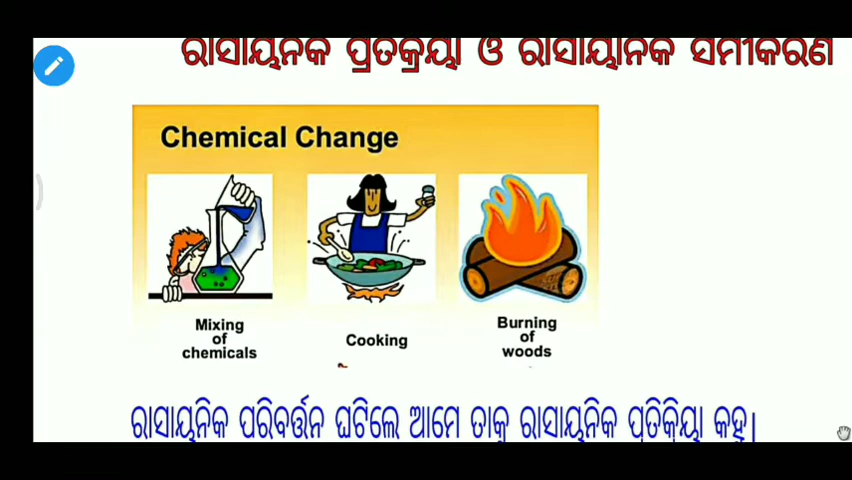 ରାସାୟନିକ ପ୍ରତିକ୍ରିୟା ଓ ରାସାୟନିକ ସମୀକରଣ
Chemical Change
Mixing
of
chemicals
Cooking
Burning
of
woods
ରାସାୟନିକ ପରିବର୍ତ୍ତନ ଘଟିଲେ ଆମେ ତାକୁ ରାସାୟନିକ ପ୍ରତିକ୍ରିୟା କହୁ।